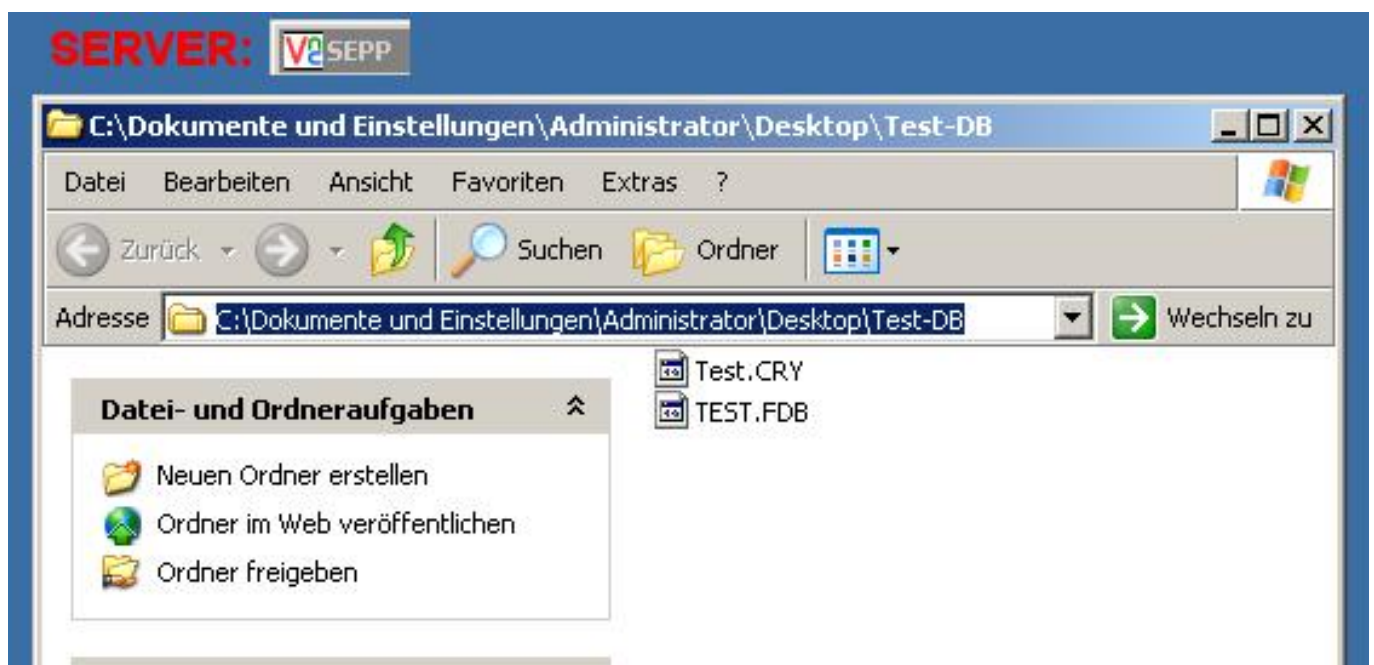 SERVER: V2 SEPP
C:\Dokumente und Einstellungen\Administrator\Desktop\Test-DB
Datei Bearbeiten Ansicht Favoriten Extras ?
Zurück Suchen Ordner
Adresse C:\Dokumente und Einstellungen\Administrator\Desktop\Test-DB Wechseln zu
Test.CRY
TEST.FDB
Datei- und Ordneraufgaben
Neuen Ordner erstellen
Ordner im Web veröffentlichen
Ordner freigeben